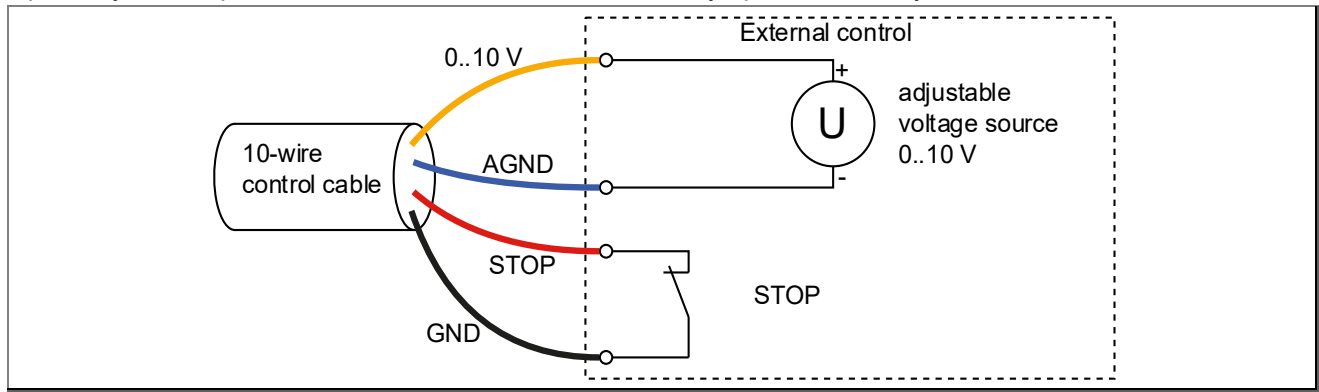 External control
0..10 V
+
U
adjustable
voltage source
0..10 V
-
10-wire
control cable
AGND
STOP
STOP
GND